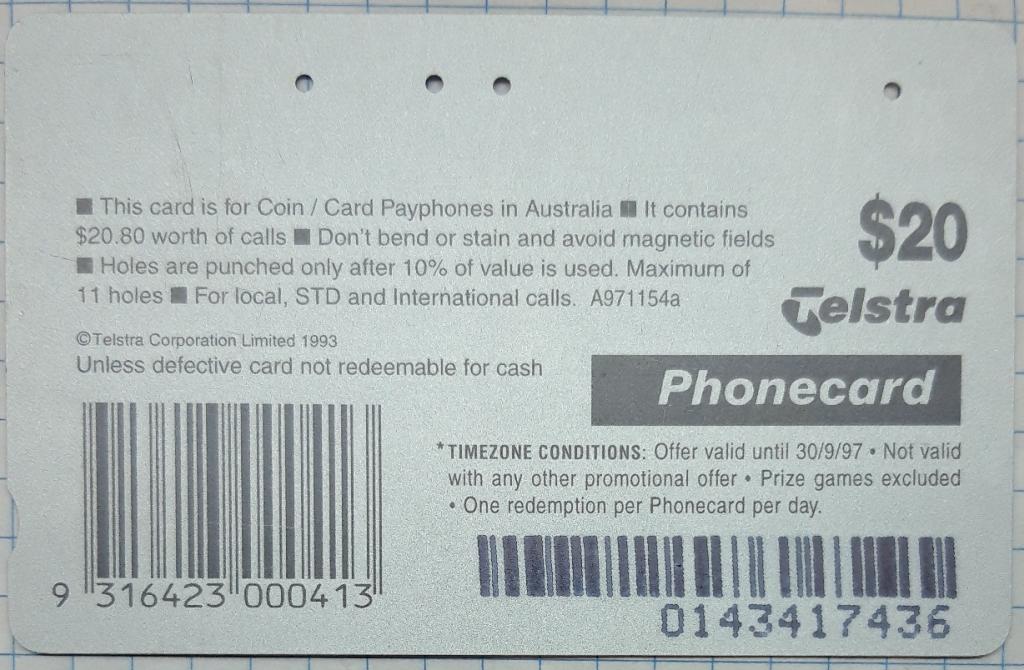 ■ This card is for Coin / Card Payphones in Australia ■ It contains
$20.80 worth of calls ■ Don't bend or stain and avoid magnetic fields
■ Holes are punched only after 10% of value is used. Maximum of
11 holes ■ For local, STD and International calls. A971154a
$20
Telstra
©Telstra Corporation Limited 1993
Unless defective card not redeemable for cash
Phonecard
*TIMEZONE CONDITIONS: Offer valid until 30/9/97 • Not valid
with any other promotional offer • Prize games excluded
• One redemption per Phonecard per day.
9 316423 000413
0143417436